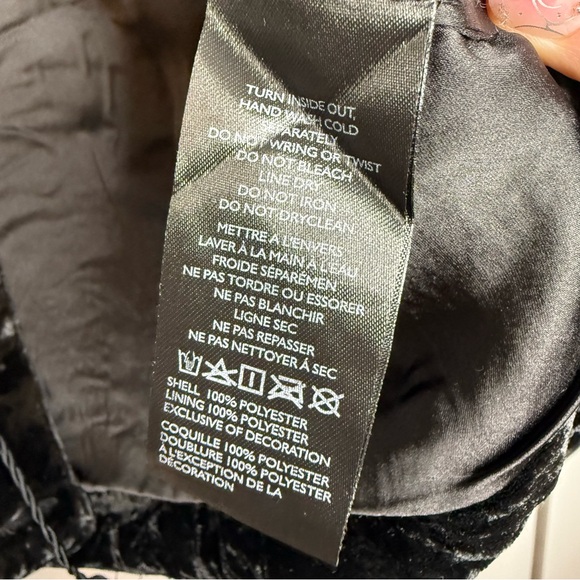 TURN INSIDE OUT,
HAND WASH COLD
ARATELY
DO NOT WRING OR TWIST
DO NOT BLEACH
LINE DRY
DO NOT IRON
DO NOT DRYCLEAN
METTRE A L'ENVERS
LAVER À LA MAIN À L'EAU
FROIDE SÉPARÉMEN
NE PAS TORDRE OU ESSORER
NE PAS BLANCHIR
LIGNE SEC
NE PAS REPASSER
NE PAS NETTOYER À SEC
SHELL 100% POLYESTER
LINING 100% POLYESTER
EXCLUSIVE OF DECORATION
COQUILLE 100% POLYESTER
DOUBLURE 100% POLYESTER
À L'EXCEPTION DE LA
DÉCORATION